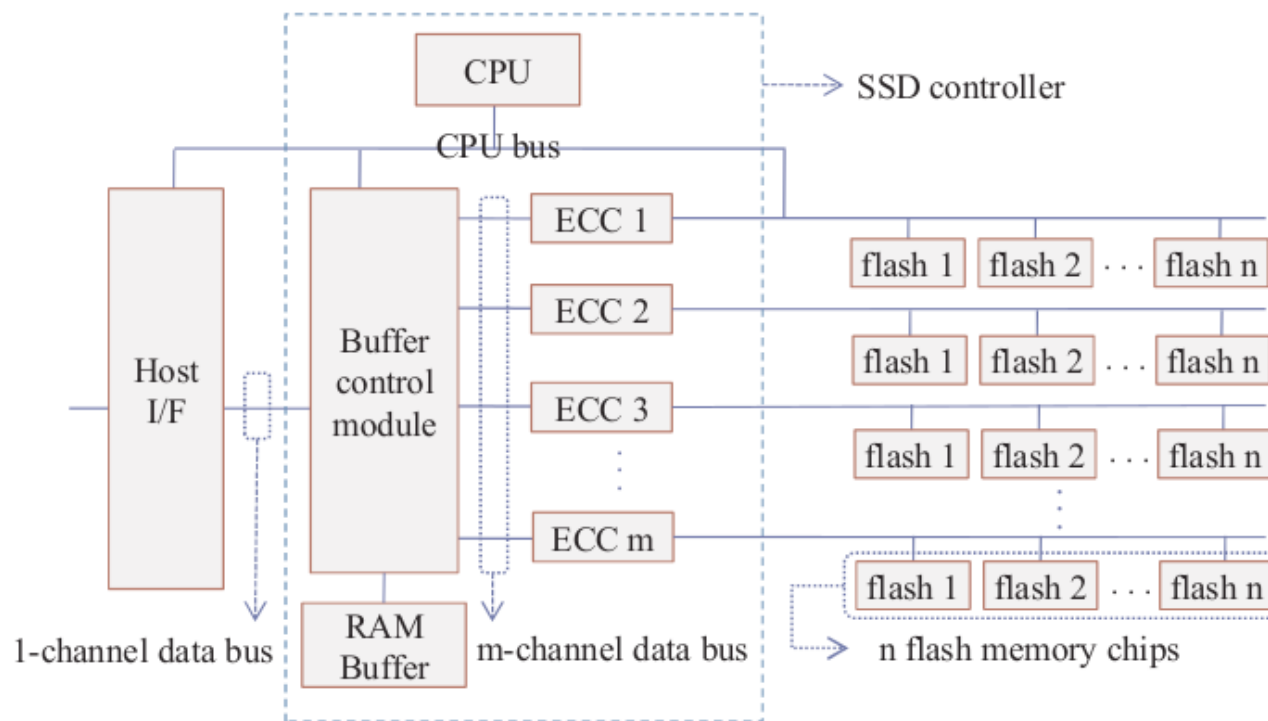 CPU
SSD controller
CPU bus
ECC 1
flash 1
flash 2
. . .
flash n
ECC 2
flash 1
flash 2
. . .
flash n
Host
I/F
Buffer
control
module
ECC 3
flash 1
flash 2
. . .
flash n
ECC m
flash 1
flash 2
. . .
flash n
RAM
Buffer
1-channel data bus
m-channel data bus
n flash memory chips